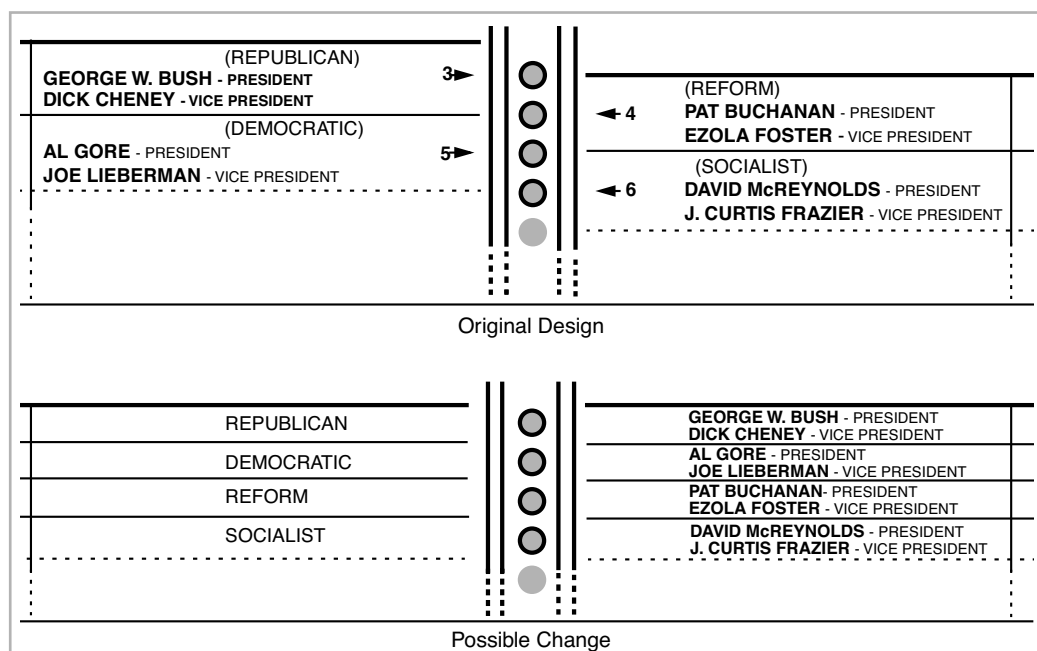 (REPUBLICAN)
GEORGE W. BUSH - PRESIDENT
DICK CHENEY - VICE PRESIDENT
3
(DEMOCRATIC)
AL GORE - PRESIDENT
JOE LIEBERMAN - VICE PRESIDENT
5
(REFORM)
PAT BUCHANAN - PRESIDENT
EZOLA FOSTER - VICE PRESIDENT
4
(SOCIALIST)
DAVID McREYNOLDS - PRESIDENT
J. CURTIS FRAZIER - VICE PRESIDENT
6
Original Design
REPUBLICAN
GEORGE W. BUSH - PRESIDENT
DICK CHENEY - VICE PRESIDENT
DEMOCRATIC
AL GORE - PRESIDENT
JOE LIEBERMAN - VICE PRESIDENT
REFORM
PAT BUCHANAN- PRESIDENT
EZOLA FOSTER - VICE PRESIDENT
SOCIALIST
DAVID McREYNOLDS - PRESIDENT
J. CURTIS FRAZIER - VICE PRESIDENT
Possible Change